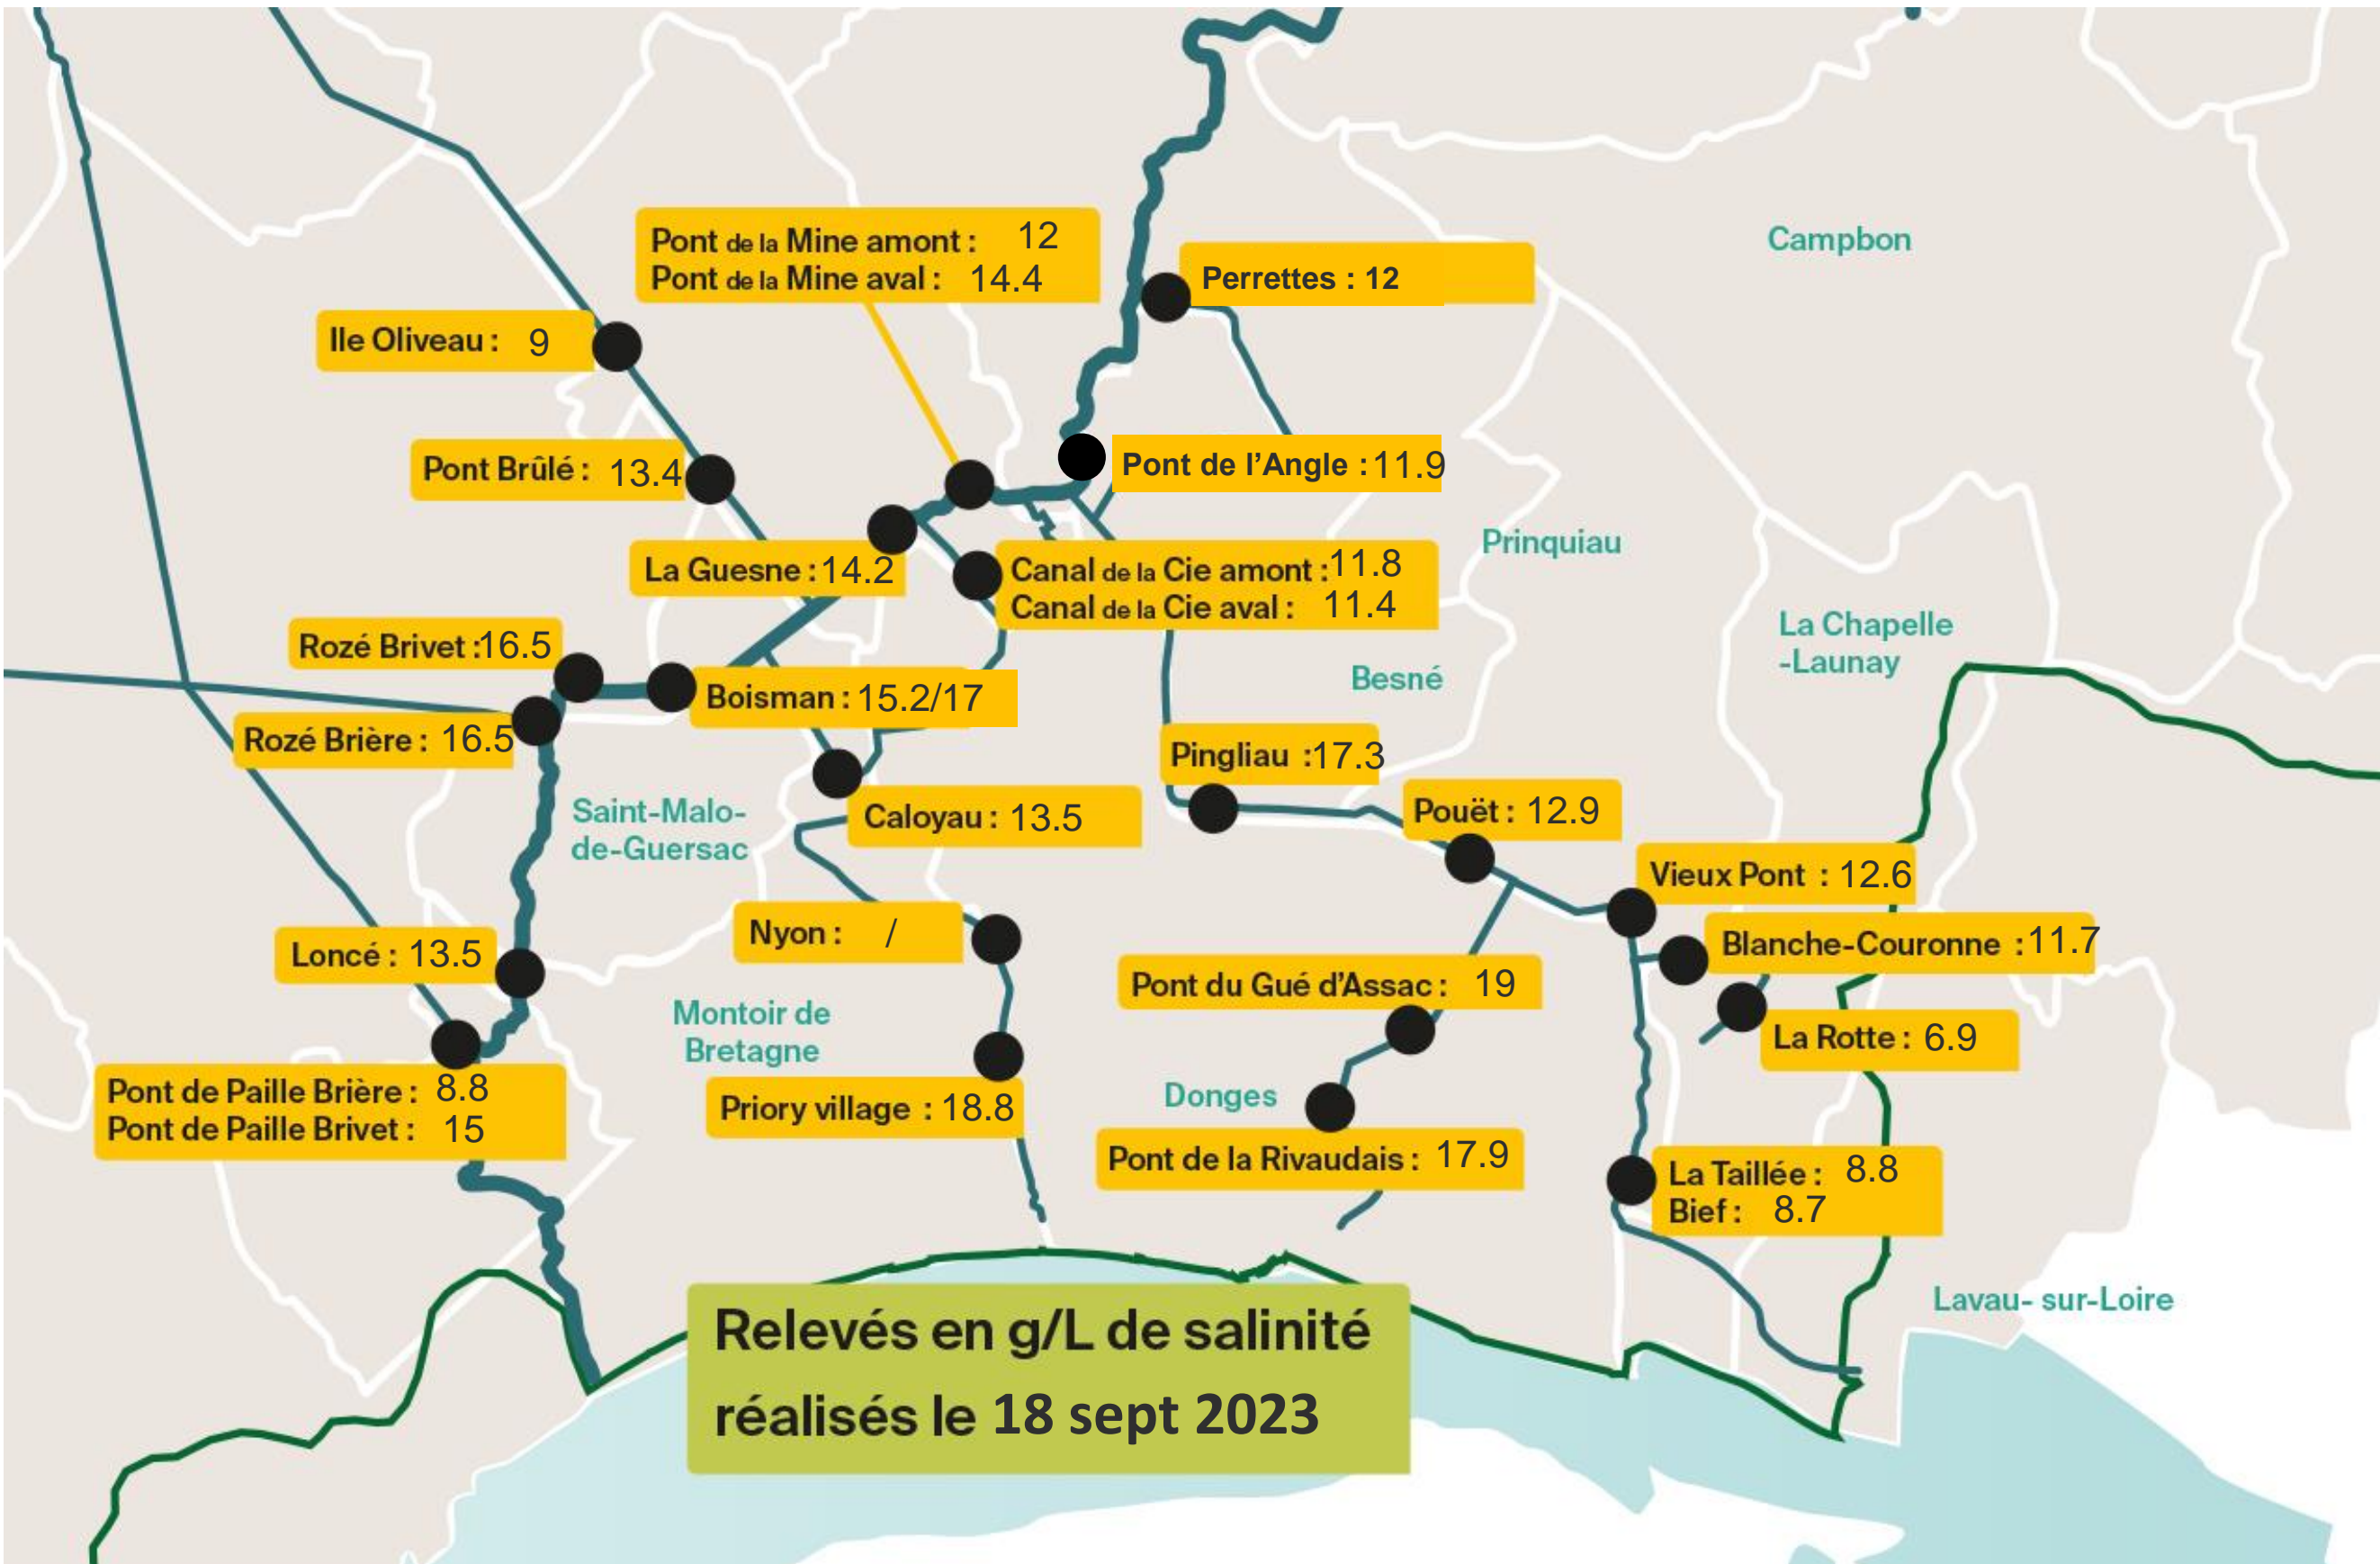 Campbon
Pont de la Mine amont : 12
Pont de la Mine aval : 14.4
Perrettes : 12
Ile Oliveau : 9
Pont Brûlé : 13.4
Pont de l'Angle : 11.9
Prinquiau
La Guesne : 14.2
Canal de la Cie amont : 11.8
Canal de la Cie aval : 11.4
La Chapelle
-Launay
Rozé Brivet : 16.5
Besné
Boisman : 15.2/17
Rozé Brière : 16.5
Pingliau : 17.3
Saint-Malo-
de-Guersac
Caloyau : 13.5
Pouët : 12.9
Vieux Pont : 12.6
Nyon : /
Blanche-Couronne : 11.7
Loncé : 13.5
Pont du Gué d'Assac : 19
Montoir de
Bretagne
La Rotte : 6.9
Pont de Paille Brière : 8.8
Pont de Paille Brivet : 15
Priory village : 18.8
Donges
Pont de la Rivaudais : 17.9
La Taillée : 8.8
Bief : 8.7
Lavau- sur-Loire
Relevés en g/L de salinité
réalisés le 18 sept 2023